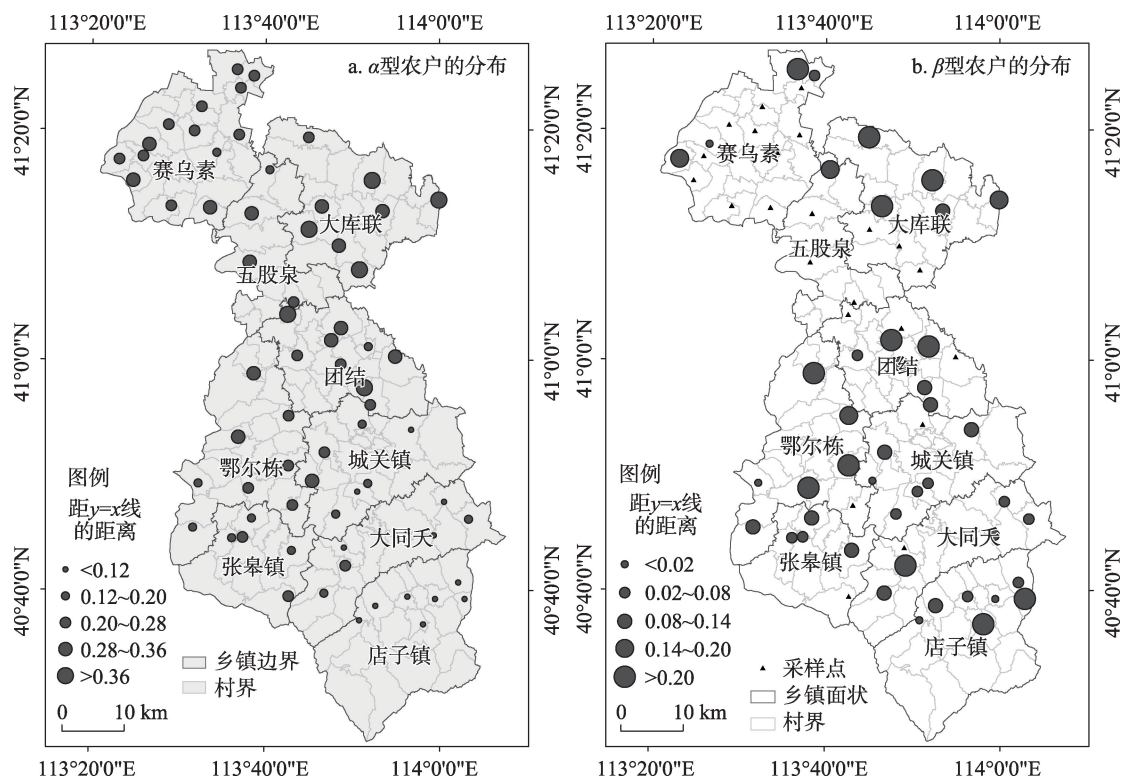 113°20'0"E
113°40'0"E
114°0'0"E
113°20'0"E
113°40'0"E
114°0'0"E
a. α型农户的分布
41°20'0"N
41°0'0"N
40°40'0"N
赛乌素
大库联
五股泉
团结
鄂尔栋
城关镇
大同夭
张皋镇
店子镇
图例
距y=x线
的距离
<0.12
0.12~0.20
0.20~0.28
0.28~0.36
>0.36
乡镇边界
村界
0 10 km
41°20'0"N
41°0'0"N
40°40'0"N
b. β型农户的分布
41°20'0"N
41°0'0"N
40°40'0"N
赛乌素
大库联
五股泉
团结
鄂尔栋
城关镇
大同夭
张皋镇
店子镇
图例
距y=x线
的距离
<0.02
0.02~0.08
0.08~0.14
0.14~0.20
>0.20
采样点
乡镇面状
村界
0 10 km
41°20'0"N
41°0'0"N
40°40'0"N
113°20'0"E
113°40'0"E
114°0'0"E
113°20'0"E
113°40'0"E
114°0'0"E